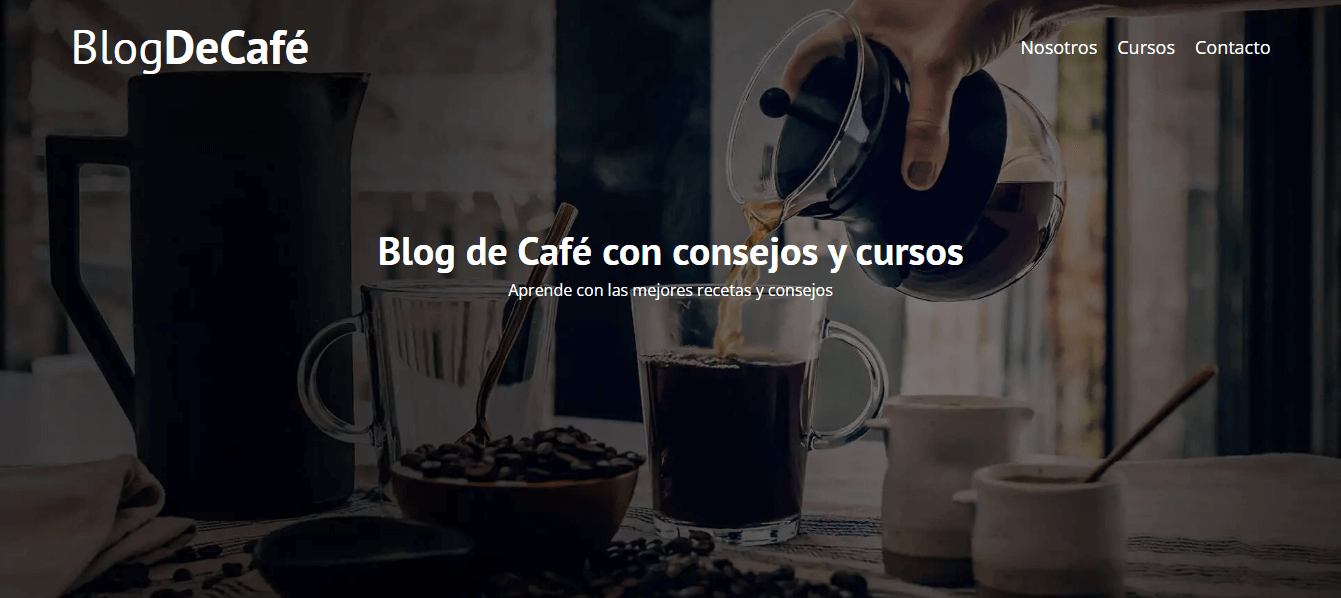 BlogDeCafé
Nosotros Cursos Contacto
Blog de Café con consejos y cursos
Aprende con las mejores recetas y consejos